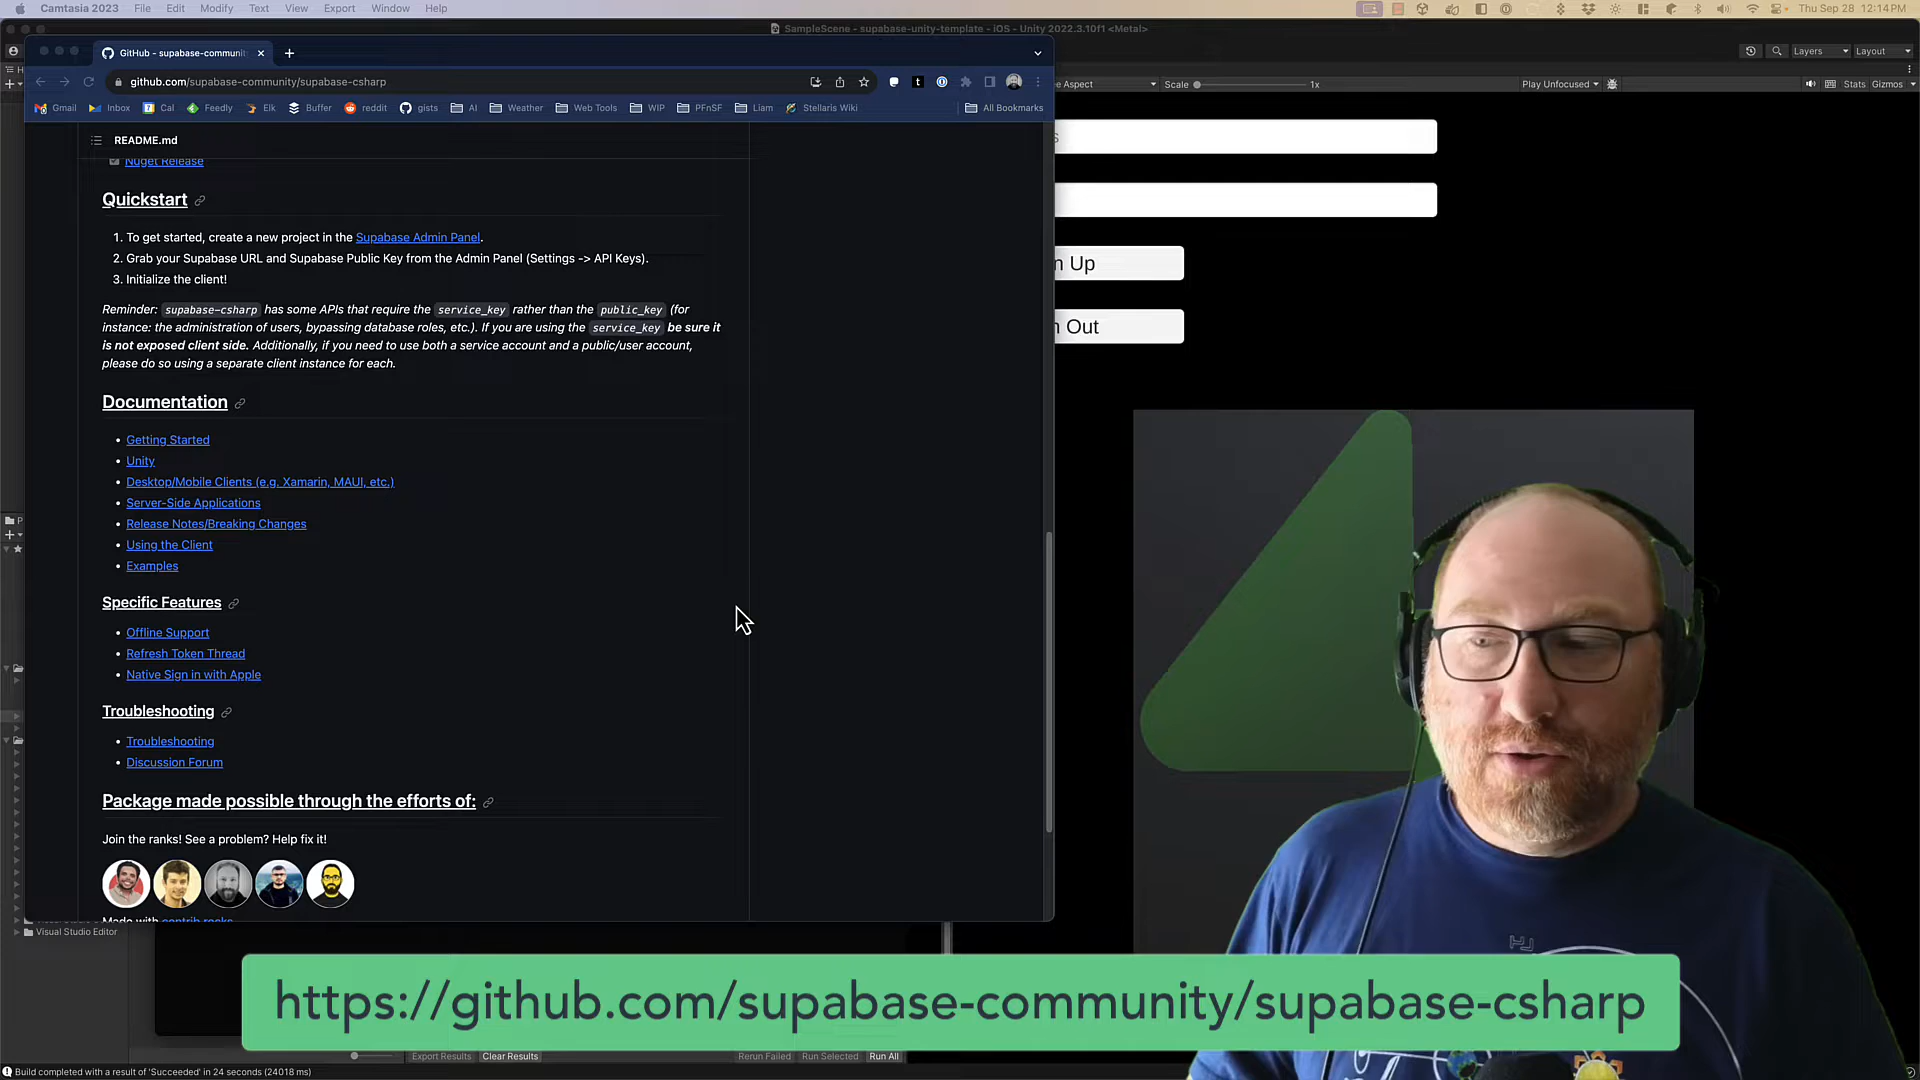 Camtasia 2023 File Edit Modify Text View Export Window Help
Thu Sep 28 12:14 PM
SampleScene - supabase-unity-template - iOS - Unity 2022.3.10f1 <Metal>
GitHub - supabase-communit
Layers Layout
github.com/supabase-community/supabase-csharp
Aspect Scale 1x Play Unfocused Stats Gizmos
Gmail Inbox Cal Feedly Elk Buffer reddit gists AI Weather Web Tools WIP PFnSF Liam Stellaris Wiki All Bookmarks
README.md
Nuget Release
Quickstart
1. To get started, create a new project in the Supabase Admin Panel.
2. Grab your Supabase URL and Supabase Public Key from the Admin Panel (Settings -> API Keys).
3. Initialize the client!
n Up
Reminder: supabase-csharp has some APIs that require the service_key rather than the public_key (for
instance: the administration of users, bypassing database roles, etc.). If you are using the service_key be sure it
is not exposed client side. Additionally, if you need to use both a service account and a public/user account,
please do so using a separate client instance for each.
n Out
Documentation
• Getting Started
• Unity
• Desktop/Mobile Clients (e.g. Xamarin, MAUI, etc.)
• Server-Side Applications
• Release Notes/Breaking Changes
• Using the Client
• Examples
Specific Features
• Offline Support
• Refresh Token Thread
• Native Sign in with Apple
Troubleshooting
• Troubleshooting
• Discussion Forum
Package made possible through the efforts of:
Join the ranks! See a problem? Help fix it!
Made with contrib.rocks
Visual Studio Editor
https://github.com/supabase-community/supabase-csharp
Export Results Clear Results Rerun Failed Run Selected Run All
Build completed with a result of 'Succeeded' in 24 seconds (24018 ms)